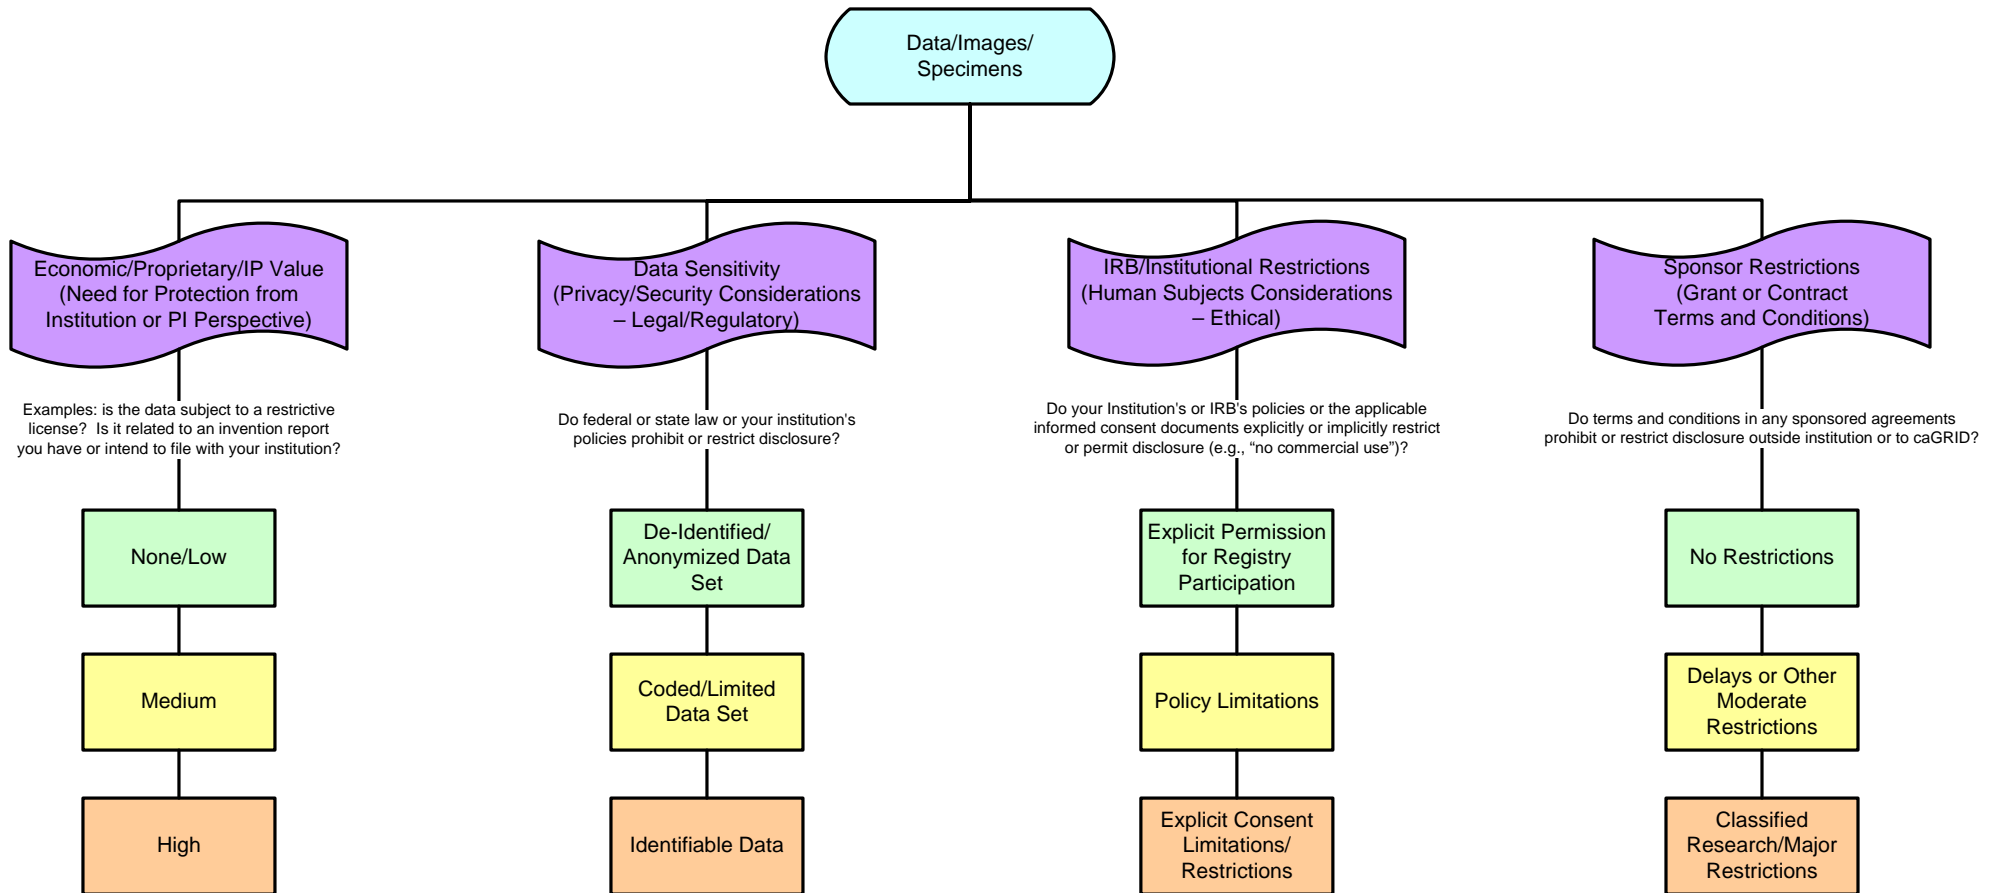 Data/Images/
Specimens
Economic/Proprietary/IP Value
(Need for Protection from
Institution or PI Perspective)
Data Sensitivity
(Privacy/Security Considerations
– Legal/Regulatory)
IRB/Institutional Restrictions
(Human Subjects Considerations
– Ethical)
Sponsor Restrictions
(Grant or Contract
Terms and Conditions)
Examples: is the data subject to a restrictive
license?  Is it related to an invention report
you have or intend to file with your institution?
Do federal or state law or your institution's
policies prohibit or restrict disclosure?
Do your Institution's or IRB's policies or the applicable
informed consent documents explicitly or implicitly restrict
or permit disclosure (e.g., “no commercial use”)?
Do terms and conditions in any sponsored agreements
prohibit or restrict disclosure outside institution or to caGRID?
None/Low
De-Identified/
Anonymized Data
Set
Explicit Permission
for Registry
Participation
No Restrictions
Medium
Coded/Limited
Data Set
Policy Limitations
Delays or Other
Moderate
Restrictions
High
Identifiable Data
Explicit Consent
Limitations/
Restrictions
Classified
Research/Major
Restrictions